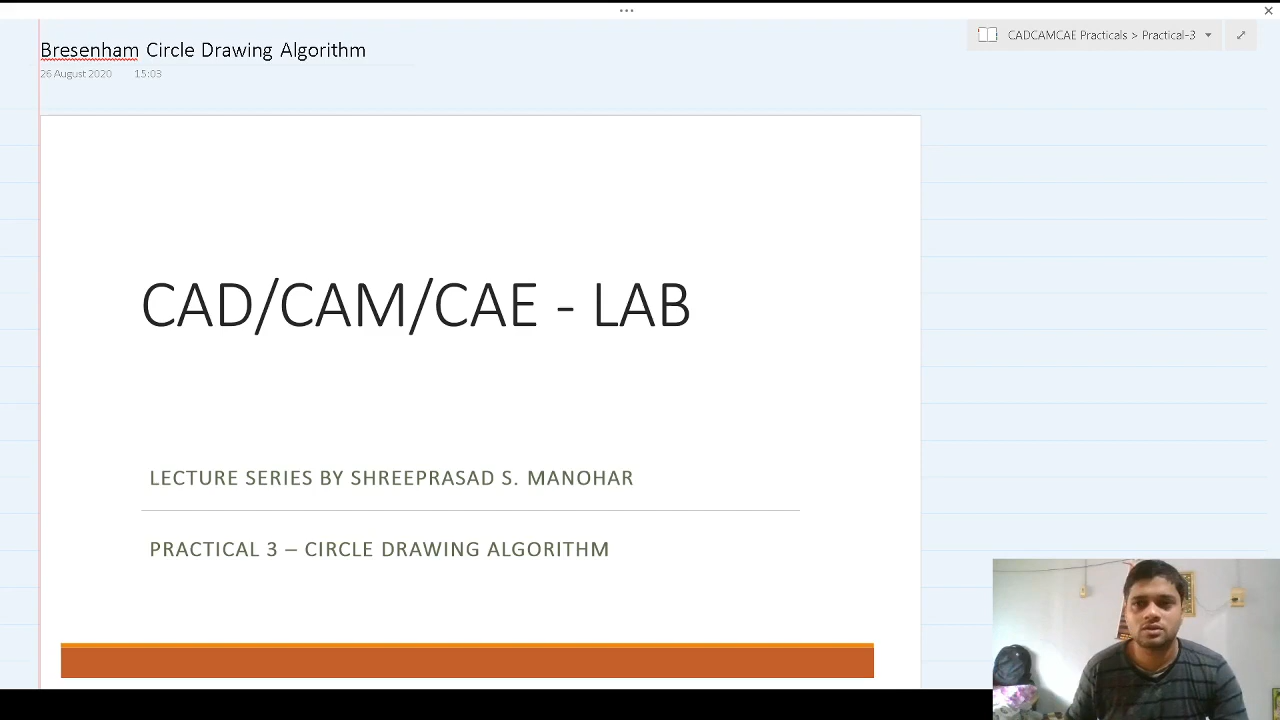 Bresenham Circle Drawing Algorithm
26 August 2020 15:03
CADCAMCAE Practicals > Practical-3
CAD/CAM/CAE - LAB
LECTURE SERIES BY SHREEPRASAD S. MANOHAR
PRACTICAL 3 – CIRCLE DRAWING ALGORITHM